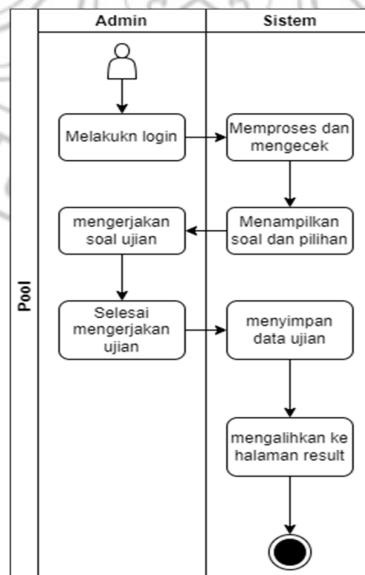 Admin
Sistem
Pool
Melakukn login
Memproses dan
mengecek
Menampilkan
soal dan pilihan
mengerjakan
soal ujian
Selesai
mengerjakan
ujian
menyimpan
data ujian
mengalihkan ke
halaman result